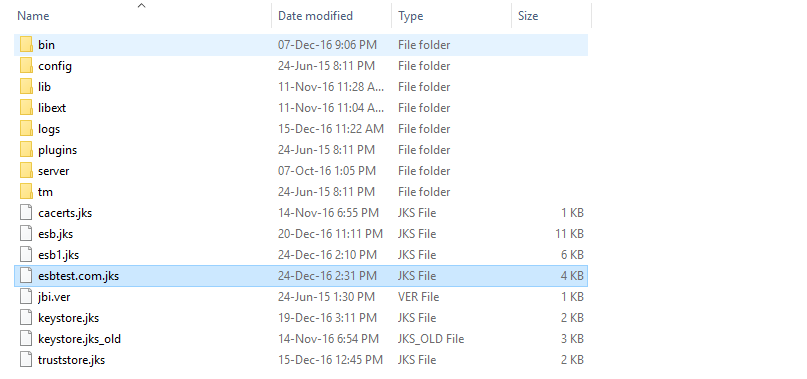 Name Date modified Type Size
bin 07-Dec-16 9:06 PM File folder
config 24-Jun-15 8:11 PM File folder
lib 11-Nov-16 11:28 A... File folder
libext 11-Nov-16 11:04 A... File folder
logs 15-Dec-16 11:22 AM File folder
plugins 24-Jun-15 8:11 PM File folder
server 07-Oct-16 1:05 PM File folder
tm 24-Jun-15 8:11 PM File folder
cacerts.jks 14-Nov-16 6:55 PM JKS File 1 KB
esb.jks 20-Dec-16 11:11 PM JKS File 11 KB
esb1.jks 24-Dec-16 2:10 PM JKS File 6 KB
esbtest.com.jks 24-Dec-16 2:31 PM JKS File 4 KB
jbi.ver 24-Jun-15 1:30 PM VER File 1 KB
keystore.jks 19-Dec-16 3:11 PM JKS File 2 KB
keystore.jks_old 14-Nov-16 6:54 PM JKS_OLD File 3 KB
truststore.jks 15-Dec-16 12:45 PM JKS File 2 KB